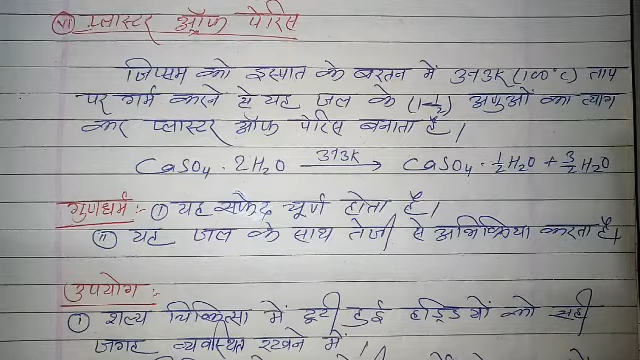 (vi) प्लास्टर ऑफ पेरिस
जिप्सम को इस्पात के बरतन में 373K (100°C) ताप
पर गर्म करने से यह जल के (1½) अणुओं का त्याग
कर प्लास्टर ऑफ पेरिस बनाता है।
CaSO₄ · 2H₂O —373K→ CaSO₄ · ½H₂O + 3/2 H₂O
गुणधर्म :- (i) यह सफेद चूर्ण होता है।
(ii) यह जल के साथ तेजी से अभिक्रिया करता है।
उपयोग :-
(i) शल्य चिकित्सा में टूटी हुई हड्डियों को सही
जगह व्यवस्थित रखने में।